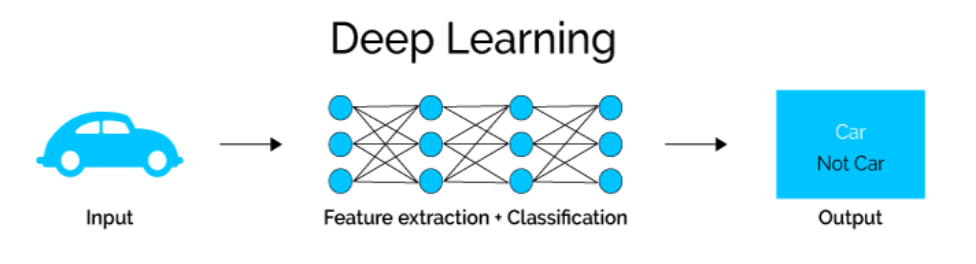 Deep Learning
Car
Not Car
Input
Feature extraction + Classification
Output